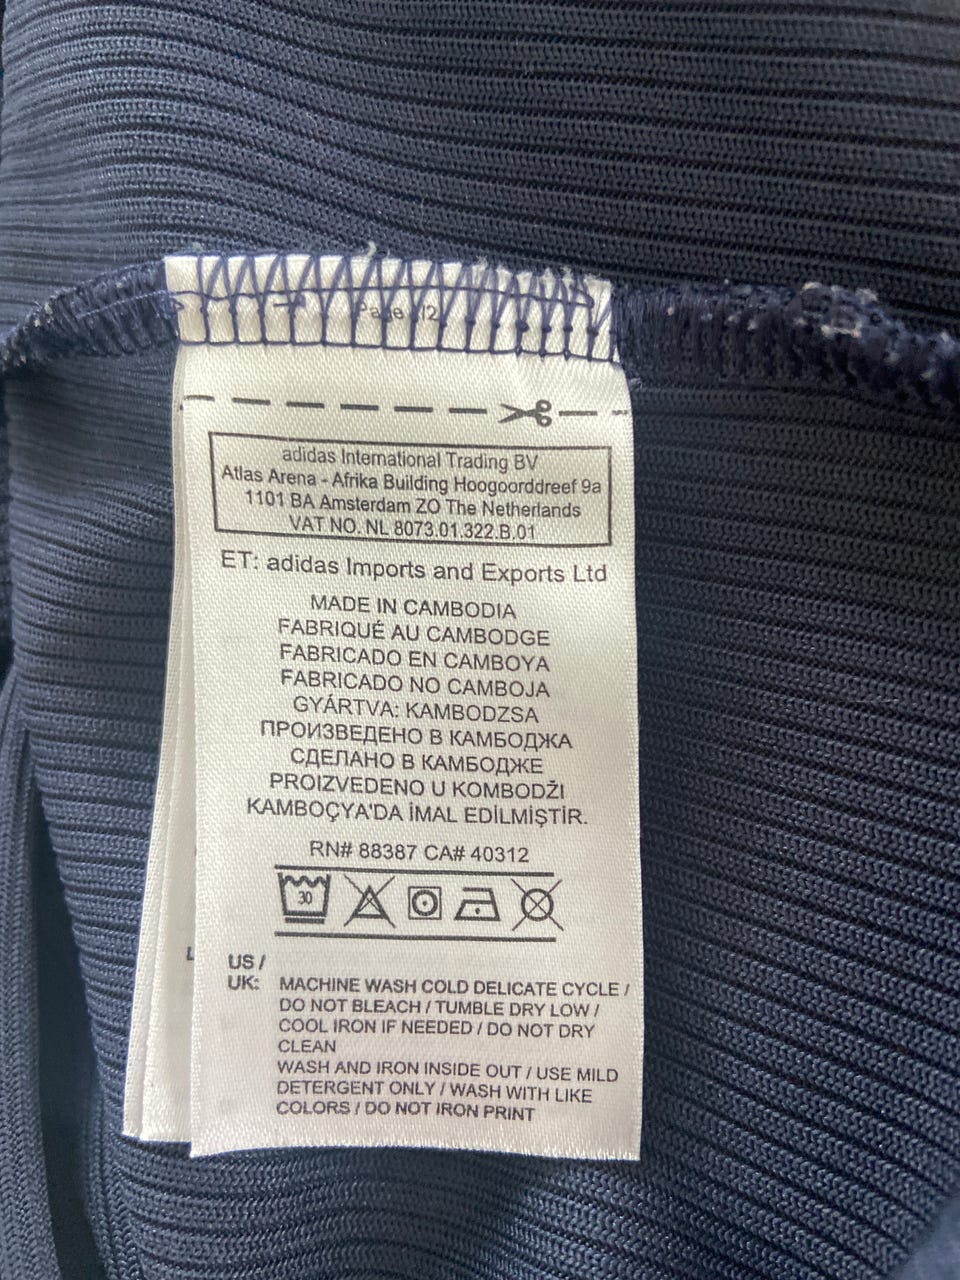 adidas International Trading BV
Atlas Arena - Afrika Building Hoogoorddreef 9a
1101 BA Amsterdam ZO The Netherlands
VAT NO. NL 8073.01.322.B.01
ET: adidas Imports and Exports Ltd
MADE IN CAMBODIA
FABRIQUÉ AU CAMBODGE
FABRICADO EN CAMBOYA
FABRICADO NO CAMBOJA
GYÁRTVA: KAMBODZSA
ПРОИЗВЕДЕНО В КАМБОДЖА
СДЕЛАНО В КАМБОДЖЕ
PROIZVEDENO U KOMBODŽI
KAMBOÇYA'DA İMAL EDİLMİŞTİR.
RN# 88387 CA# 40312
30
US /
UK: MACHINE WASH COLD DELICATE CYCLE /
DO NOT BLEACH / TUMBLE DRY LOW /
COOL IRON IF NEEDED / DO NOT DRY
CLEAN
WASH AND IRON INSIDE OUT / USE MILD
DETERGENT ONLY / WASH WITH LIKE
COLORS / DO NOT IRON PRINT